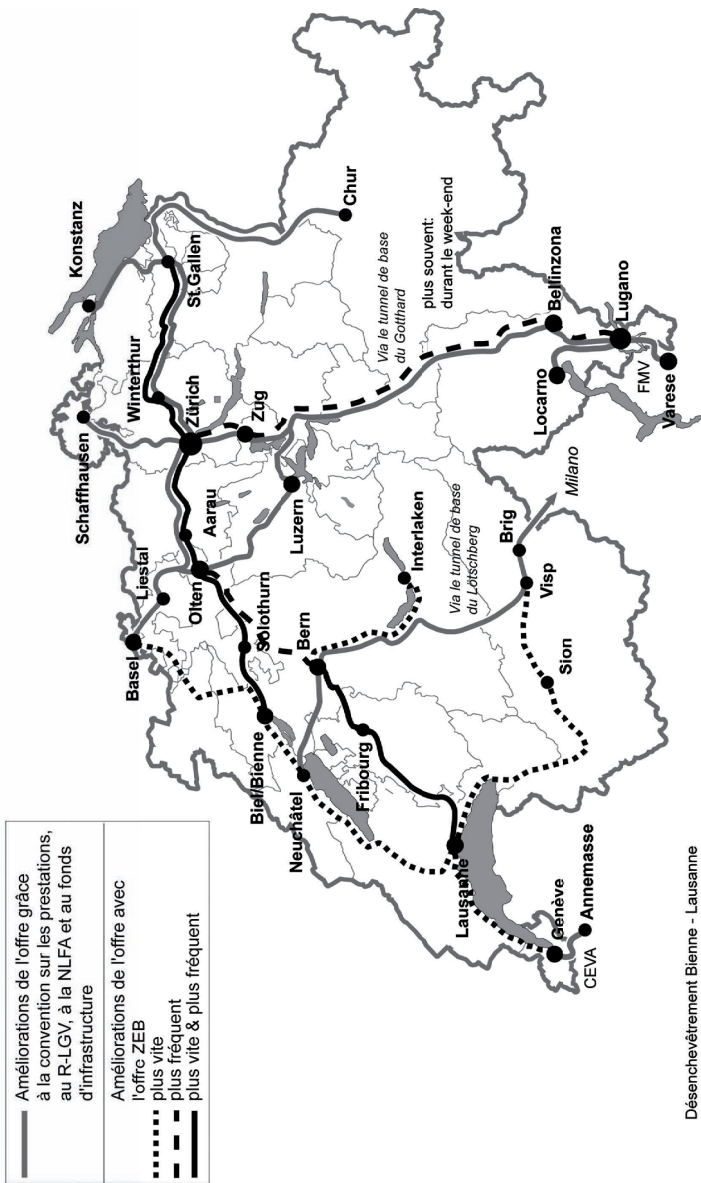 Améliorations de l'offre grâce
à la convention sur les prestations,
au R-LGV, à la NLFA et au fonds
d'infrastructure
Améliorations de l'offre avec
l'offre ZEB
plus vite
plus fréquent
plus vite & plus fréquent
Schaffhausen
Konstanz
Basel
Liestal
Winterthur
St.Gallen
Olten
Aarau
Zürich
Zug
Chur
Biel/Bienne
Solothurn
Luzern
Via le tunnel de base
du Gotthard
plus souvent:
durant le week-end
Neuchâtel
Bern
Fribourg
Interlaken
Via le tunnel de base
du Lötschberg
Bellinzona
Lausanne
Sion
Visp
Brig
Milano
Locarno
Lugano
FMV
Varese
Genève
CEVA
Annemasse
Désenchevêtrement Bienne - Lausanne